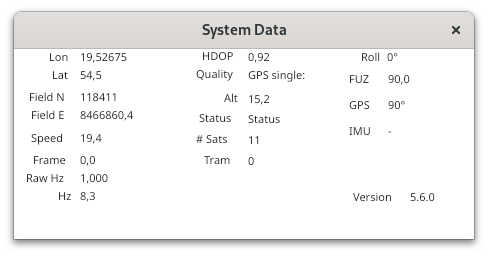 System Data ×
Lon 19,52675 HDOP 0,92 Roll 0°
Lat 54,5 Quality GPS single: FUZ 90,0
Field N 118411 Alt 15,2 GPS 90°
Field E 8466860,4 Status Status
Speed 19,4 # Sats 11 IMU -
Frame 0,0 Tram 0
Raw Hz 1,000
Hz 8,3 Version 5.6.0